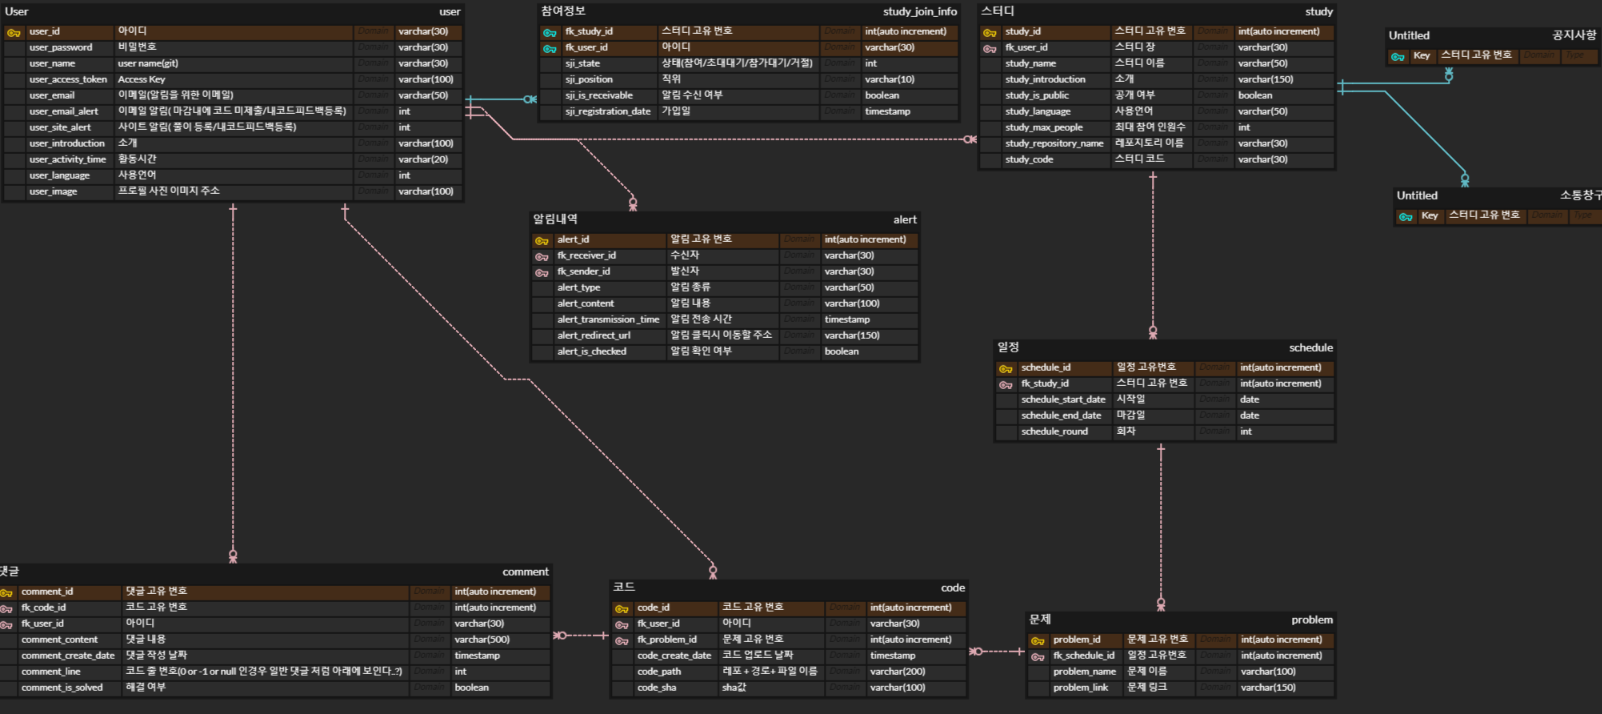 User user
user_id 아이디 Domain varchar(30)
user_password 비밀번호 Domain varchar(30)
user_name user name(git) Domain varchar(30)
user_access_token Access Key Domain varchar(100)
user_email 이메일(알림을 위한 이메일) Domain varchar(50)
user_email_alert 이메일 알림( 마감내에 코드 미제출/내코드피드백등록) Domain int
user_site_alert 사이트 알림( 풀이 등록/내코드피드백등록) Domain int
user_introduction 소개 Domain varchar(100)
user_activity_time 활동시간 Domain varchar(20)
user_language 사용언어 Domain int
user_image 프로필 사진 이미지 주소 Domain varchar(100)
참여정보 study_join_info
fk_study_id 스터디 고유 번호 Domain int(auto increment)
fk_user_id 아이디 Domain varchar(30)
sji_state 상태(참여/초대대기/참가대기/거절) Domain int
sji_position 직위 Domain varchar(10)
sji_is_receivable 알림 수신 여부 Domain boolean
sji_registration_date 가입일 Domain timestamp
스터디 study
study_id 스터디 고유 번호 Domain int(auto increment)
fk_user_id 스터디 장 Domain varchar(30)
study_name 스터디 이름 Domain varchar(50)
study_introduction 소개 Domain varchar(150)
study_is_public 공개 여부 Domain boolean
study_language 사용언어 Domain varchar(50)
study_max_people 최대 참여 인원수 Domain int
study_repository_name 레포지토리 이름 Domain varchar(30)
study_code 스터디 코드 Domain varchar(30)
Untitled 공지사항
Key 스터디 고유 번호 Domain Type
Untitled 소통창구
Key 스터디 고유 번호 Domain Type
알림내역 alert
alert_id 알림 고유 번호 Domain int(auto increment)
fk_receiver_id 수신자 Domain varchar(30)
fk_sender_id 발신자 Domain varchar(30)
alert_type 알림 종류 Domain varchar(50)
alert_content 알림 내용 Domain varchar(100)
alert_transmission_time 알림 전송 시간 Domain timestamp
alert_redirect_url 알림 클릭시 이동할 주소 Domain varchar(150)
alert_is_checked 알림 확인 여부 Domain boolean
일정 schedule
schedule_id 일정 고유번호 Domain int(auto increment)
fk_study_id 스터디 고유 번호 Domain int(auto increment)
schedule_start_date 시작일 Domain date
schedule_end_date 마감일 Domain date
schedule_round 회차 Domain int
댓글 comment
comment_id 댓글 고유 번호 Domain int(auto increment)
fk_code_id 코드 고유 번호 Domain int(auto increment)
fk_user_id 아이디 Domain varchar(30)
comment_content 댓글 내용 Domain varchar(500)
comment_create_date 댓글 작성 날짜 Domain timestamp
comment_line 코드 줄 번호(0 or -1 or null 인경우 일반 댓글 처럼 아래에 보인다..?) Domain int
comment_is_solved 해결 여부 Domain boolean
코드 code
code_id 코드 고유 번호 Domain int(auto increment)
fk_user_id 아이디 Domain varchar(30)
fk_problem_id 문제 고유 번호 Domain int(auto increment)
code_create_date 코드 업로드 날짜 Domain timestamp
code_path 레포 + 경로+ 파일 이름 Domain varchar(200)
code_sha sha값 Domain varchar(100)
문제 problem
problem_id 문제 고유 번호 Domain int(auto increment)
fk_schedule_id 일정 고유번호 Domain int(auto increment)
problem_name 문제 이름 Domain varchar(100)
problem_link 문제 링크 Domain varchar(150)